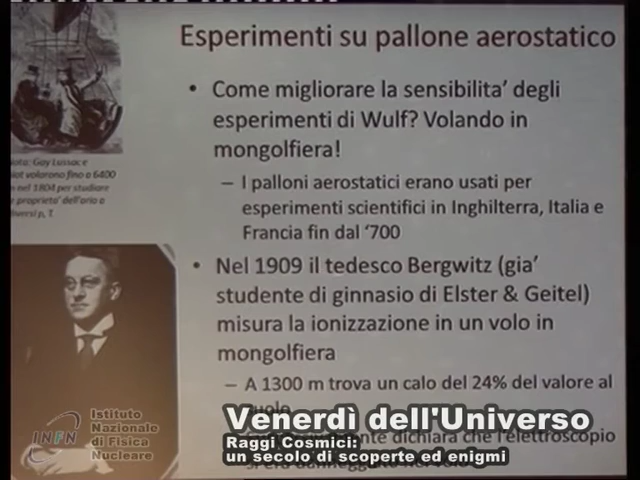 Esperimenti su pallone aerostatico
• Come migliorare la sensibilita' degli
esperimenti di Wulf? Volando in
mongolfiera!
– I palloni aerostatici erano usati per
esperimenti scientifici in Inghilterra, Italia e
Francia fin dal '700
• Nel 1909 il tedesco Bergwitz (gia'
studente di ginnasio di Elster & Geitel)
misura la ionizzazione in un volo in
mongolfiera
– A 1300 m trova un calo del 24% del valore al
dichiara che l'elettroscopio
Gay Lussac e
volarono fino a 6400
nel 1804 per studiare
proprieta' dell'aria a
p, T
INFN
Istituto
Nazionale
di Fisica
Nucleare
Venerdì dell'Universo
Raggi Cosmici:
un secolo di scoperte ed enigmi